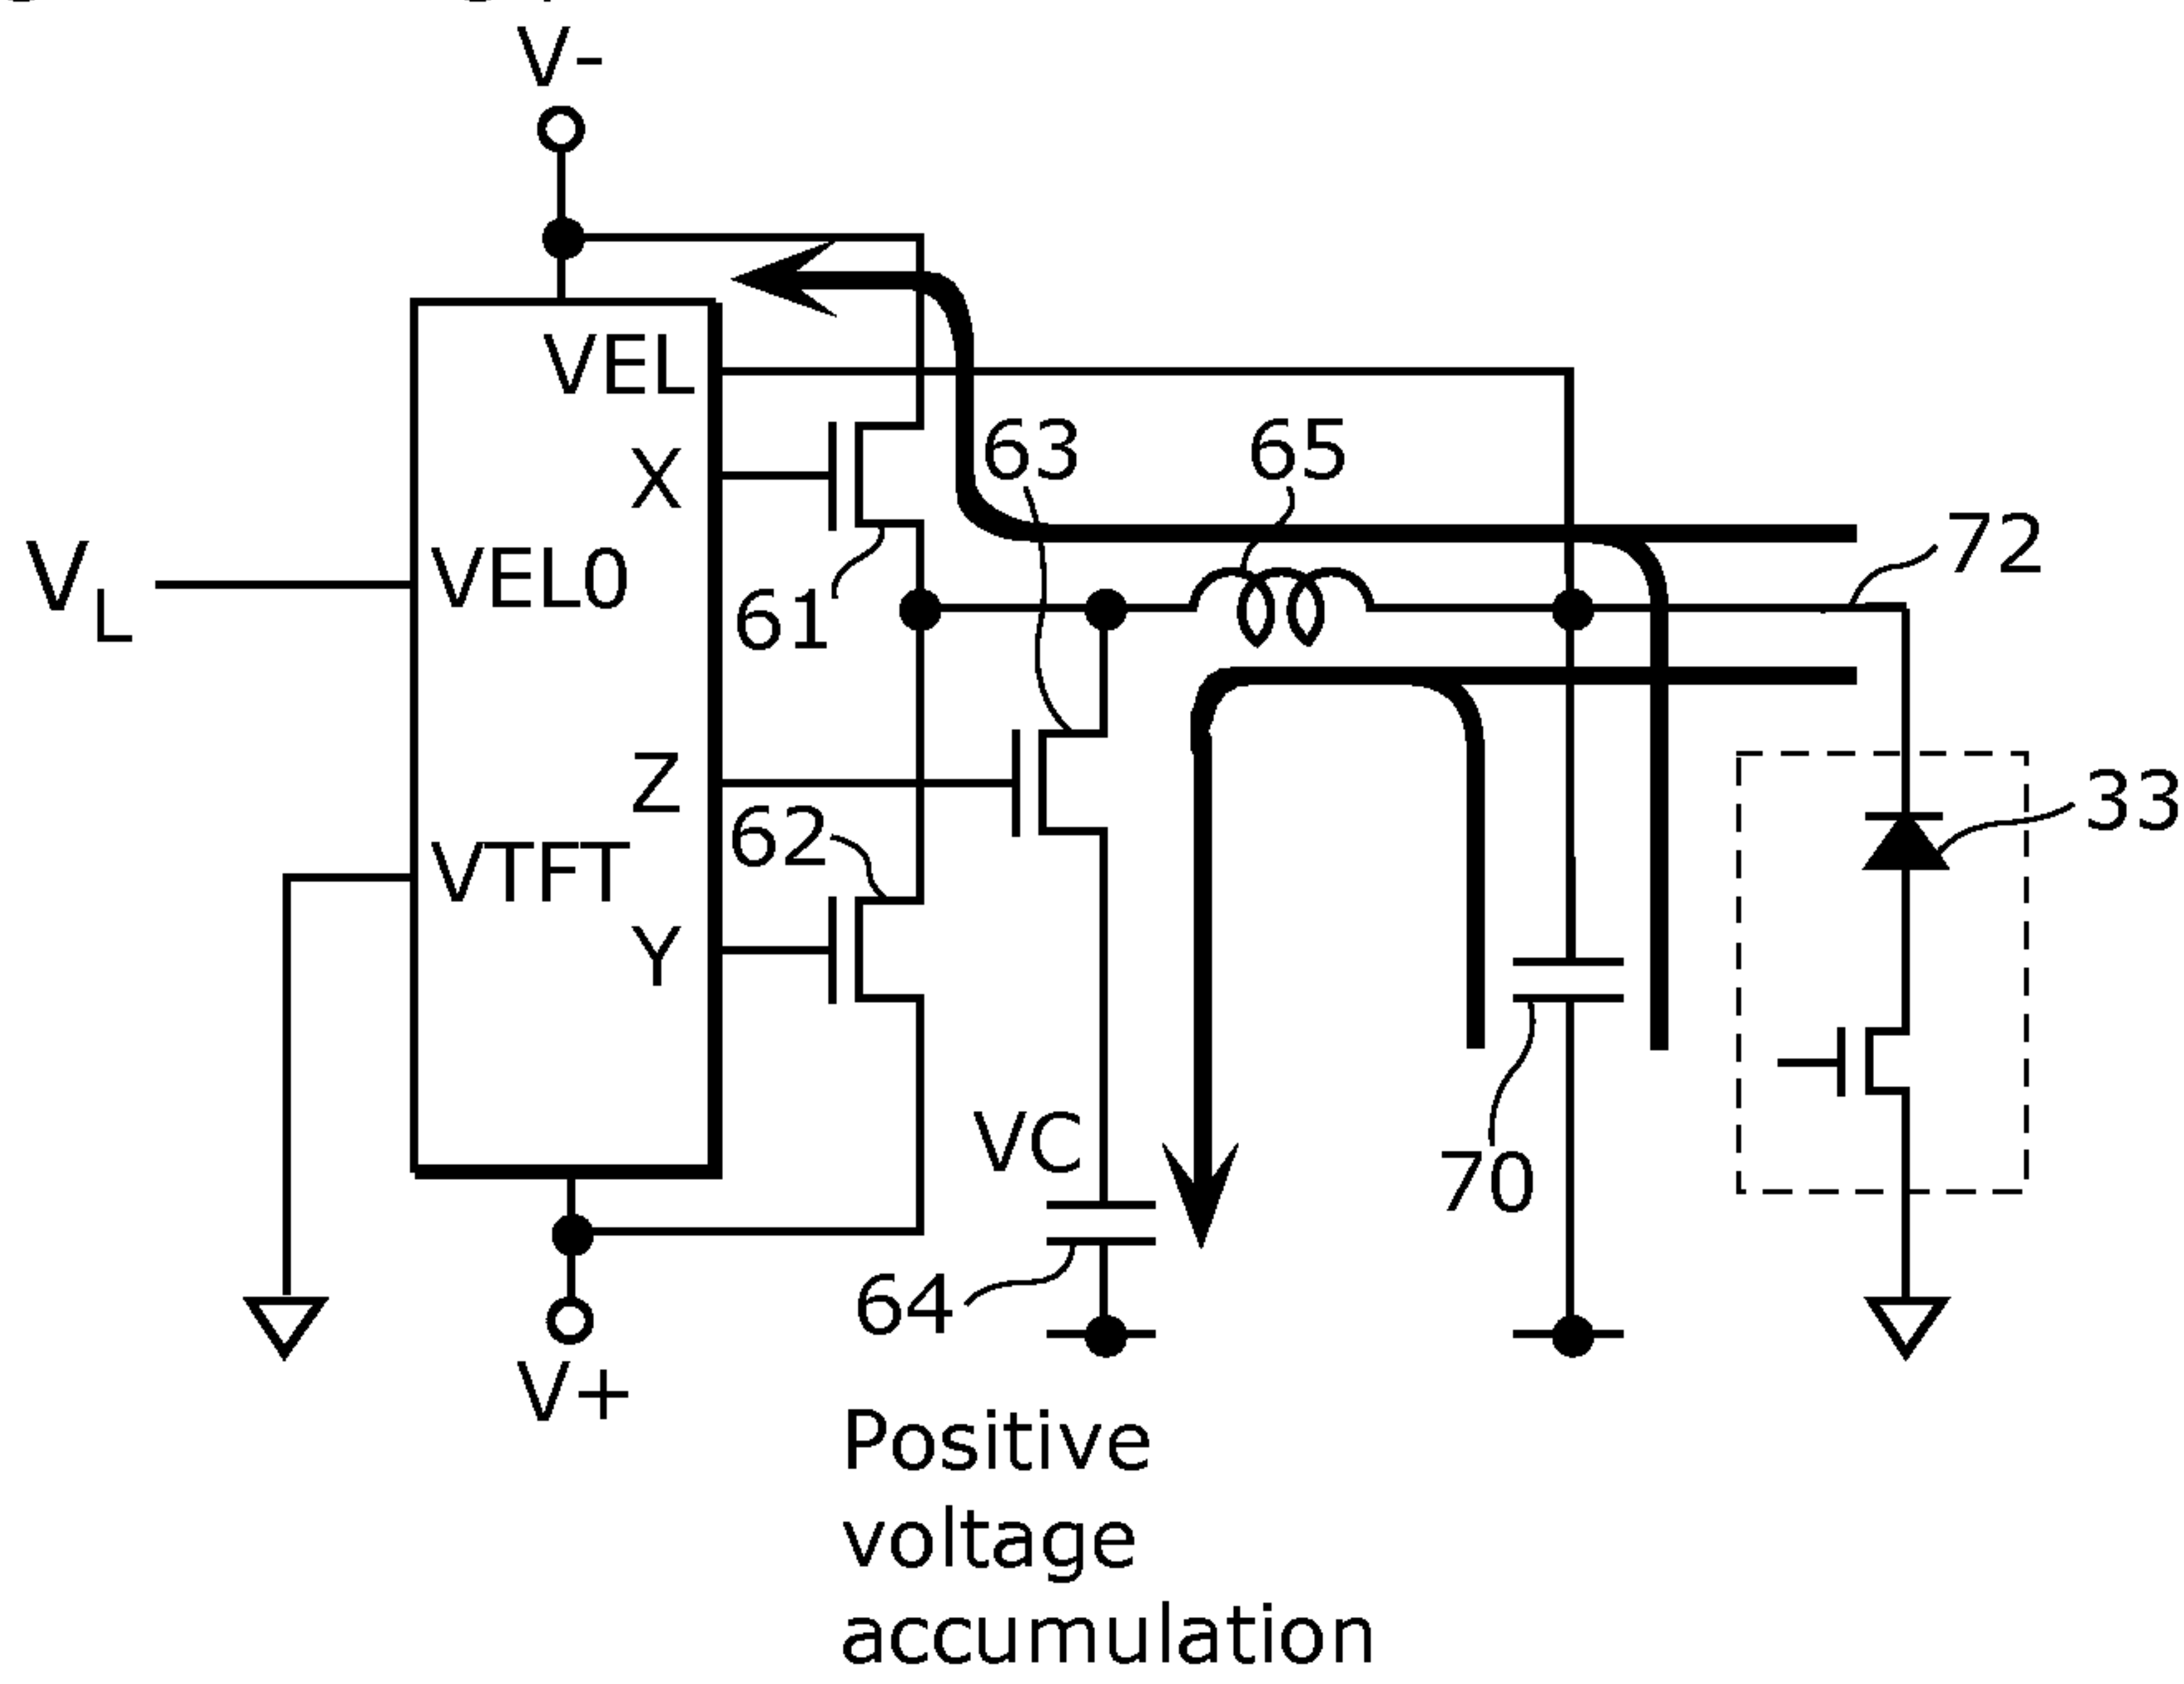 V-
VEL
X
63
65
72
VL
VEL0
61
Z
62
33
VTFT
Y
VC
70
64
V+
Positive
voltage
accumulation